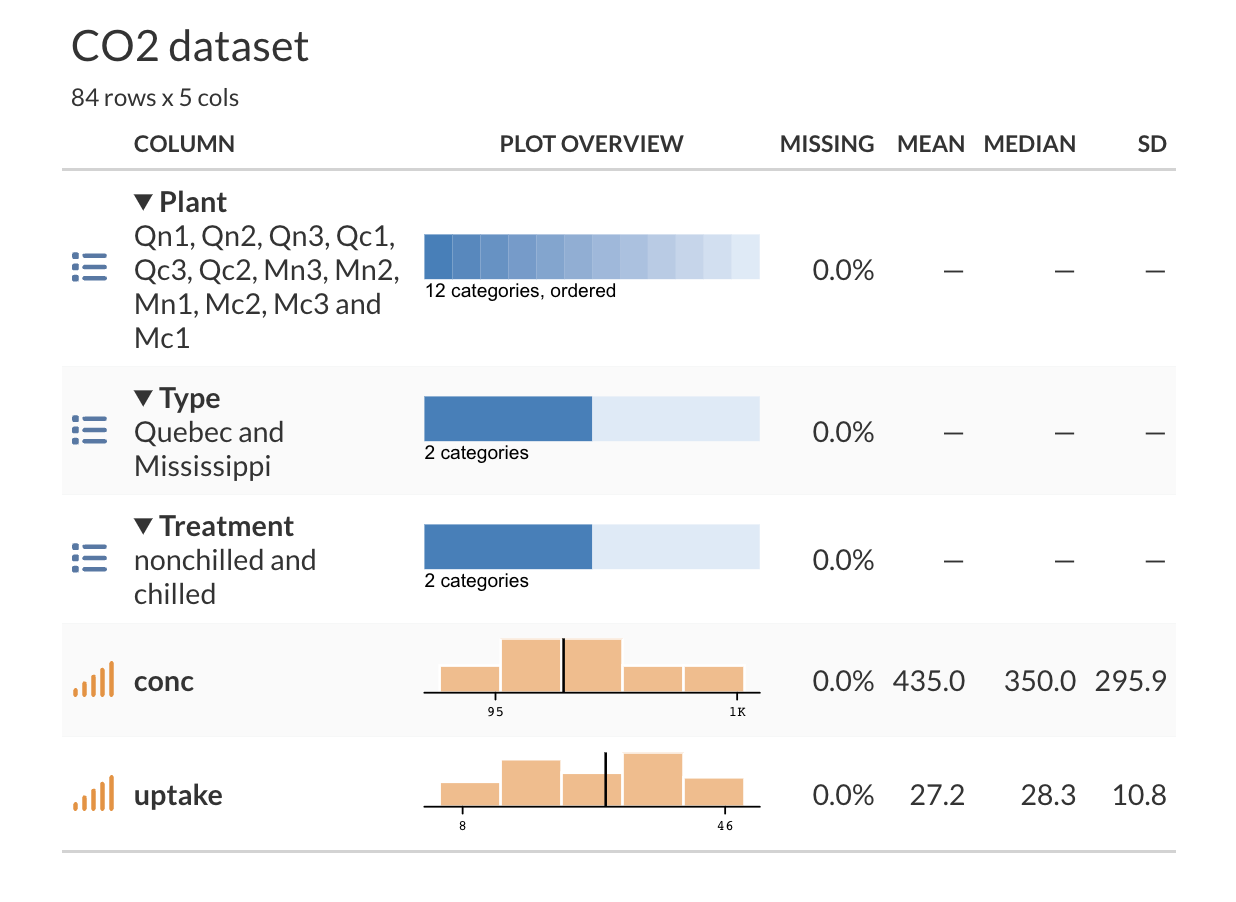 CO2 dataset
84 rows x 5 cols
COLUMN PLOT OVERVIEW MISSING MEAN MEDIAN SD
▼ Plant
Qn1, Qn2, Qn3, Qc1,
Qc3, Qc2, Mn3, Mn2,
Mn1, Mc2, Mc3 and
Mc1
12 categories, ordered
0.0% — — —
▼ Type
Quebec and
Mississippi
2 categories
0.0% — — —
▼ Treatment
nonchilled and
chilled
2 categories
0.0% — — —
conc
95 1K
0.0% 435.0 350.0 295.9
uptake
8 46
0.0% 27.2 28.3 10.8